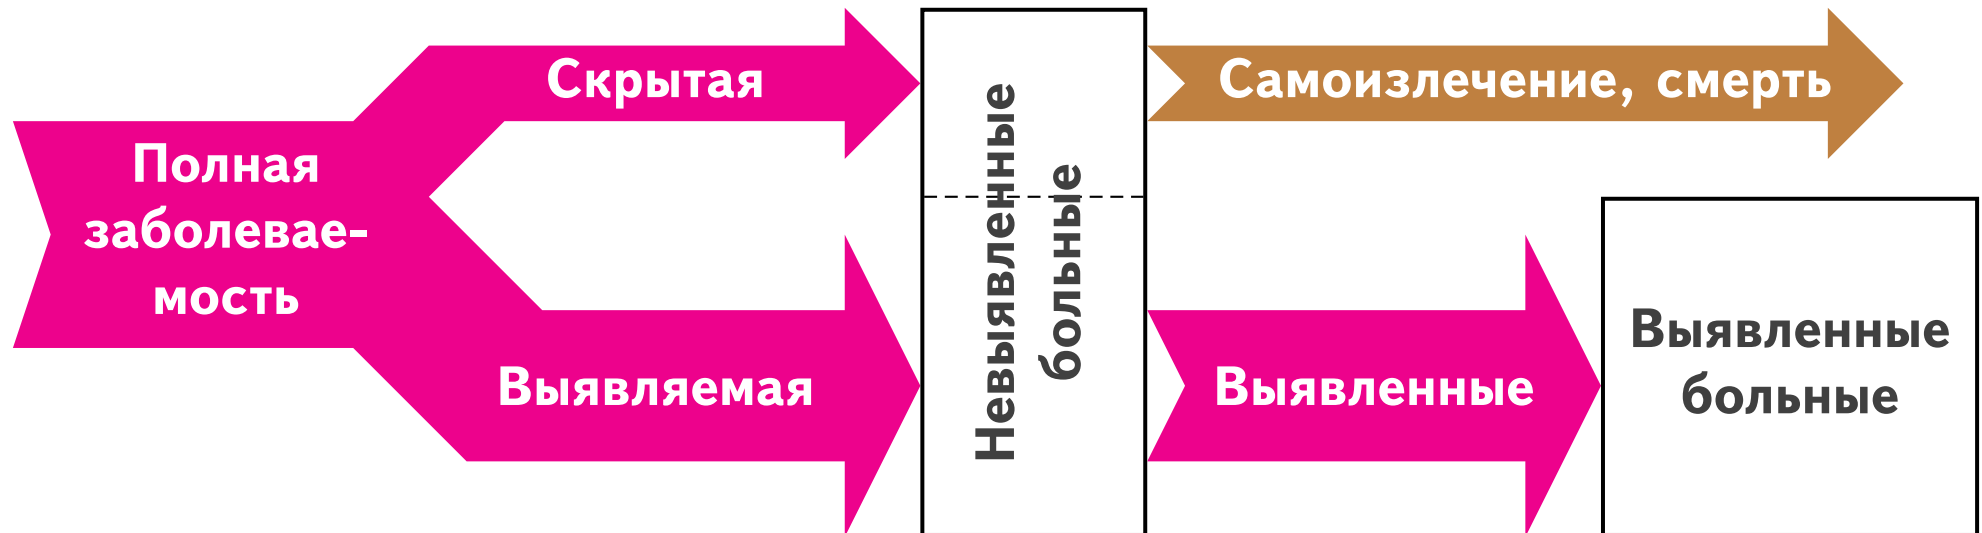 Скрытая
Самоизлечение, смерть
Полная
заболевае-
мость
Невыявленные
больные
Выявляемая
Выявленные
Выявленные
больные